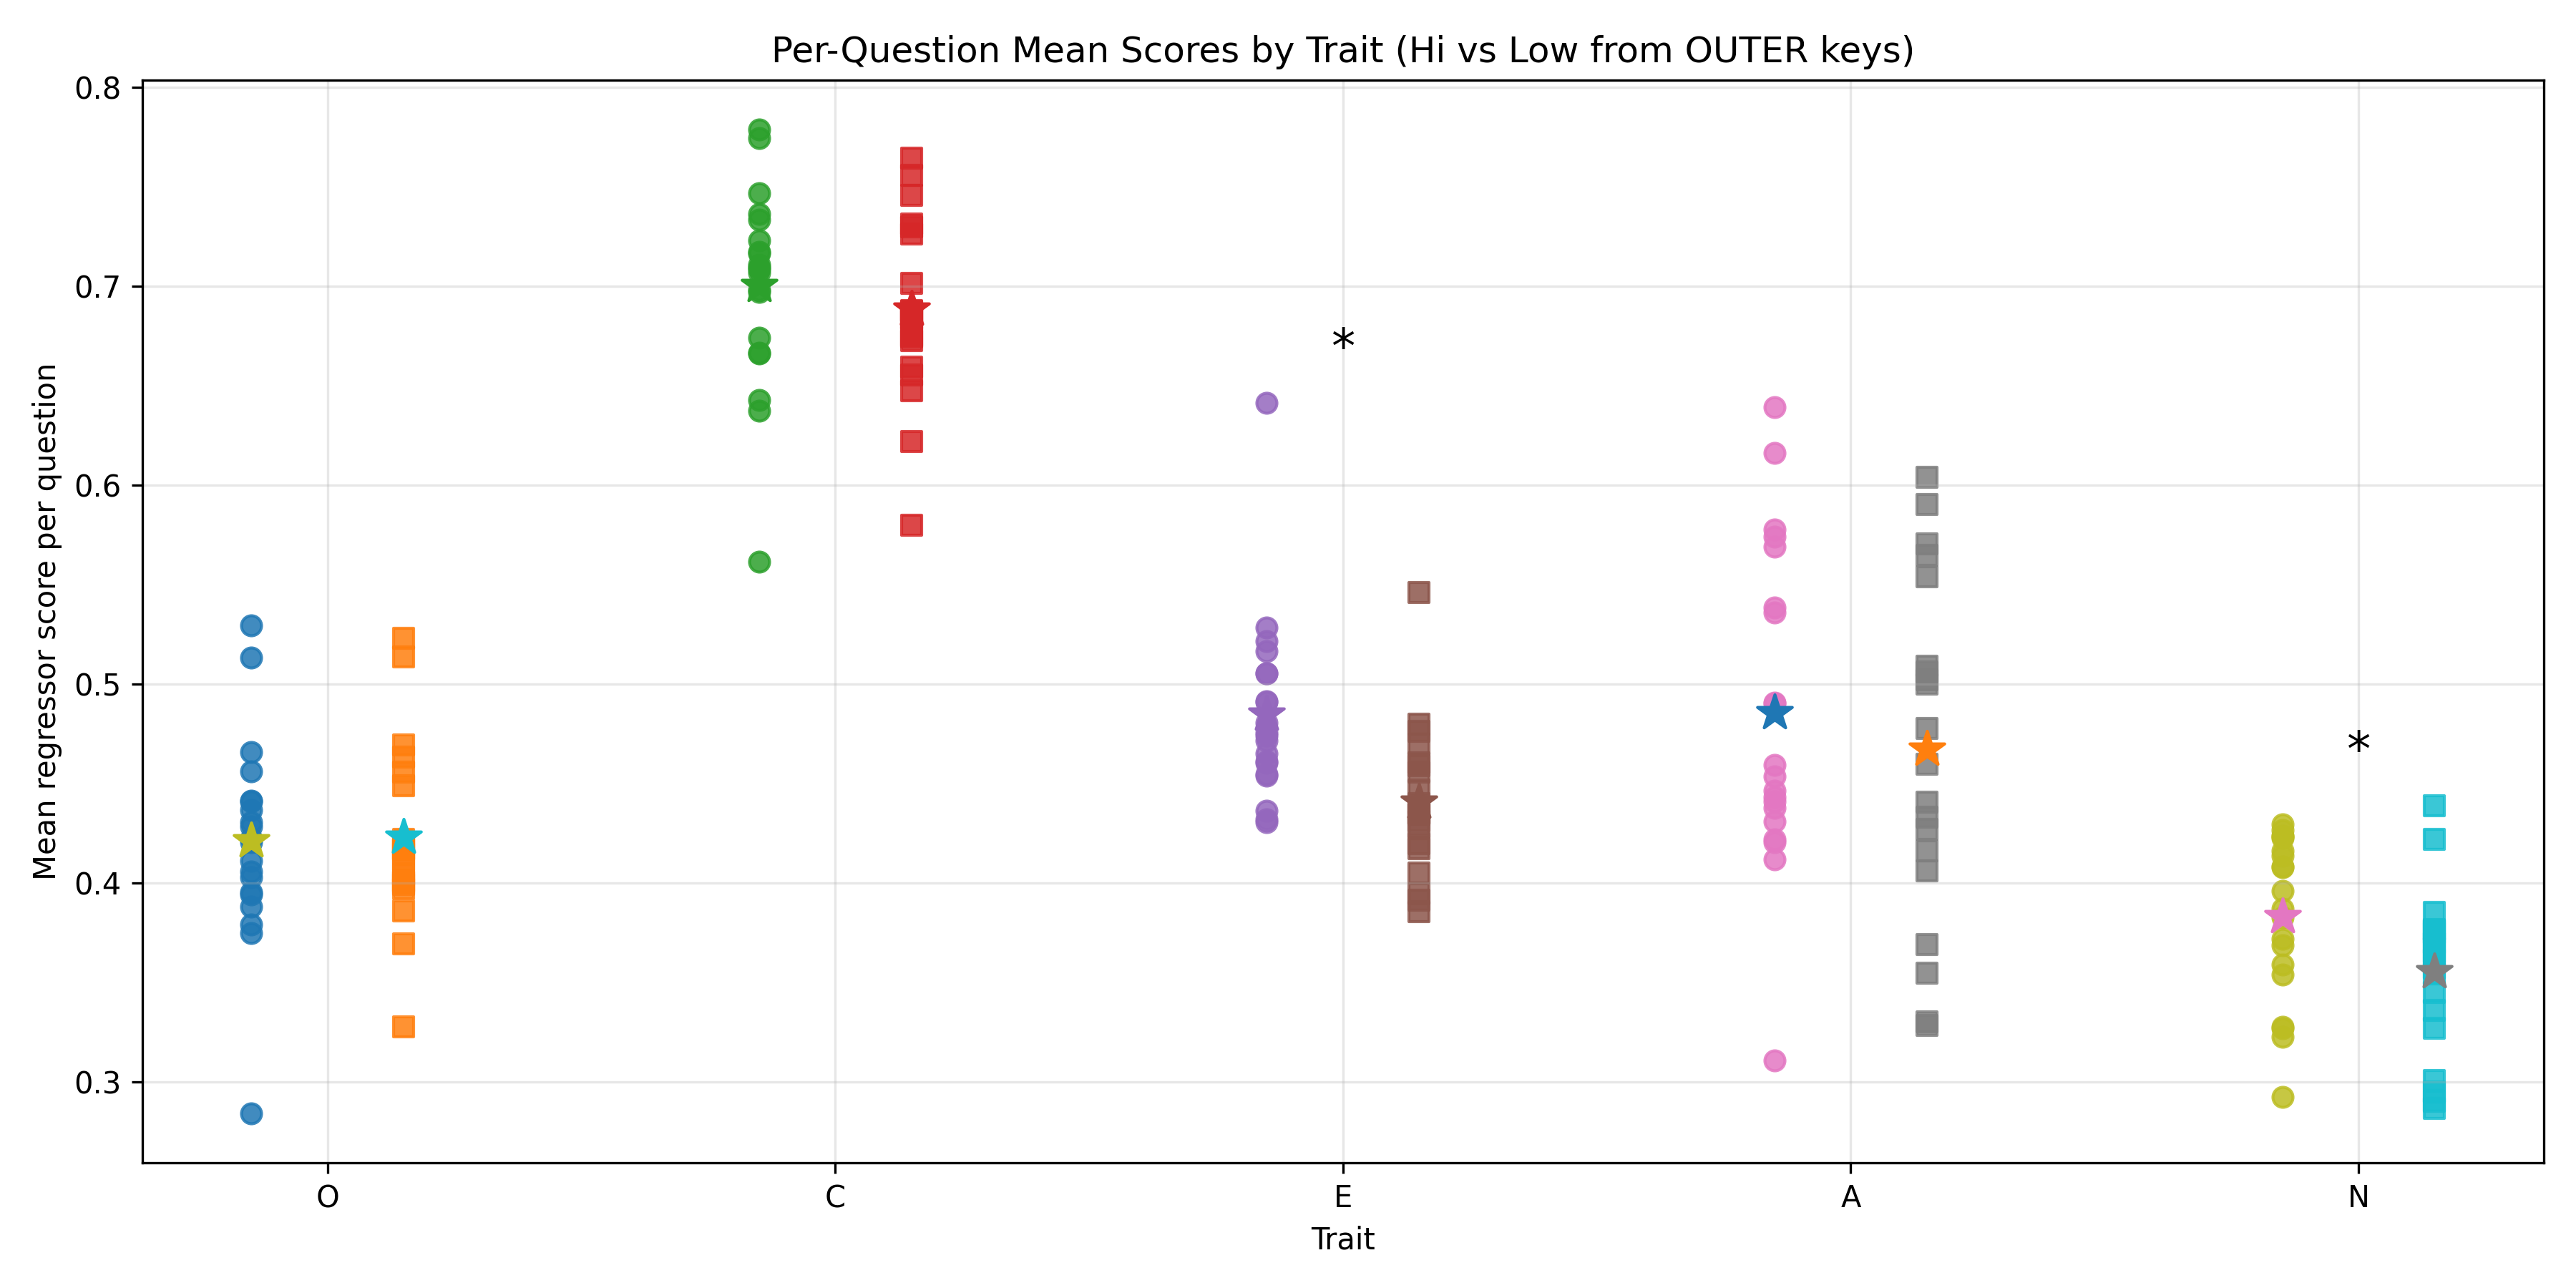 Per-Question Mean Scores by Trait (Hi vs Low from OUTER keys)
Mean regressor score per question
0.8
0.7
0.6
0.5
0.4
0.3
*
*
O C E A N
Trait